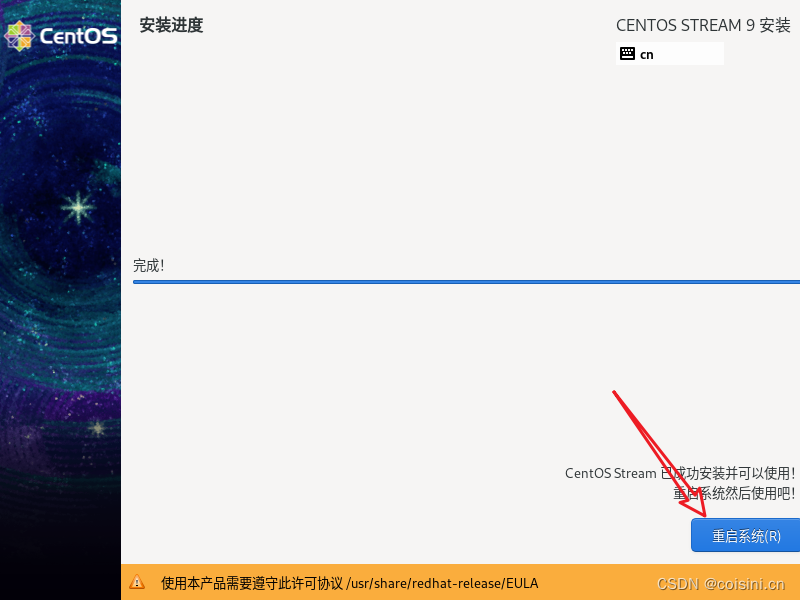 CentOS
安装进度
CENTOS STREAM 9 安装
cn
完成!
CentOS Stream 已成功安装并可以使用!
重启系统然后使用吧!
重启系统(R)
使用本产品需要遵守此许可协议 /usr/share/redhat-release/EULA
CSDN @coisini.cn